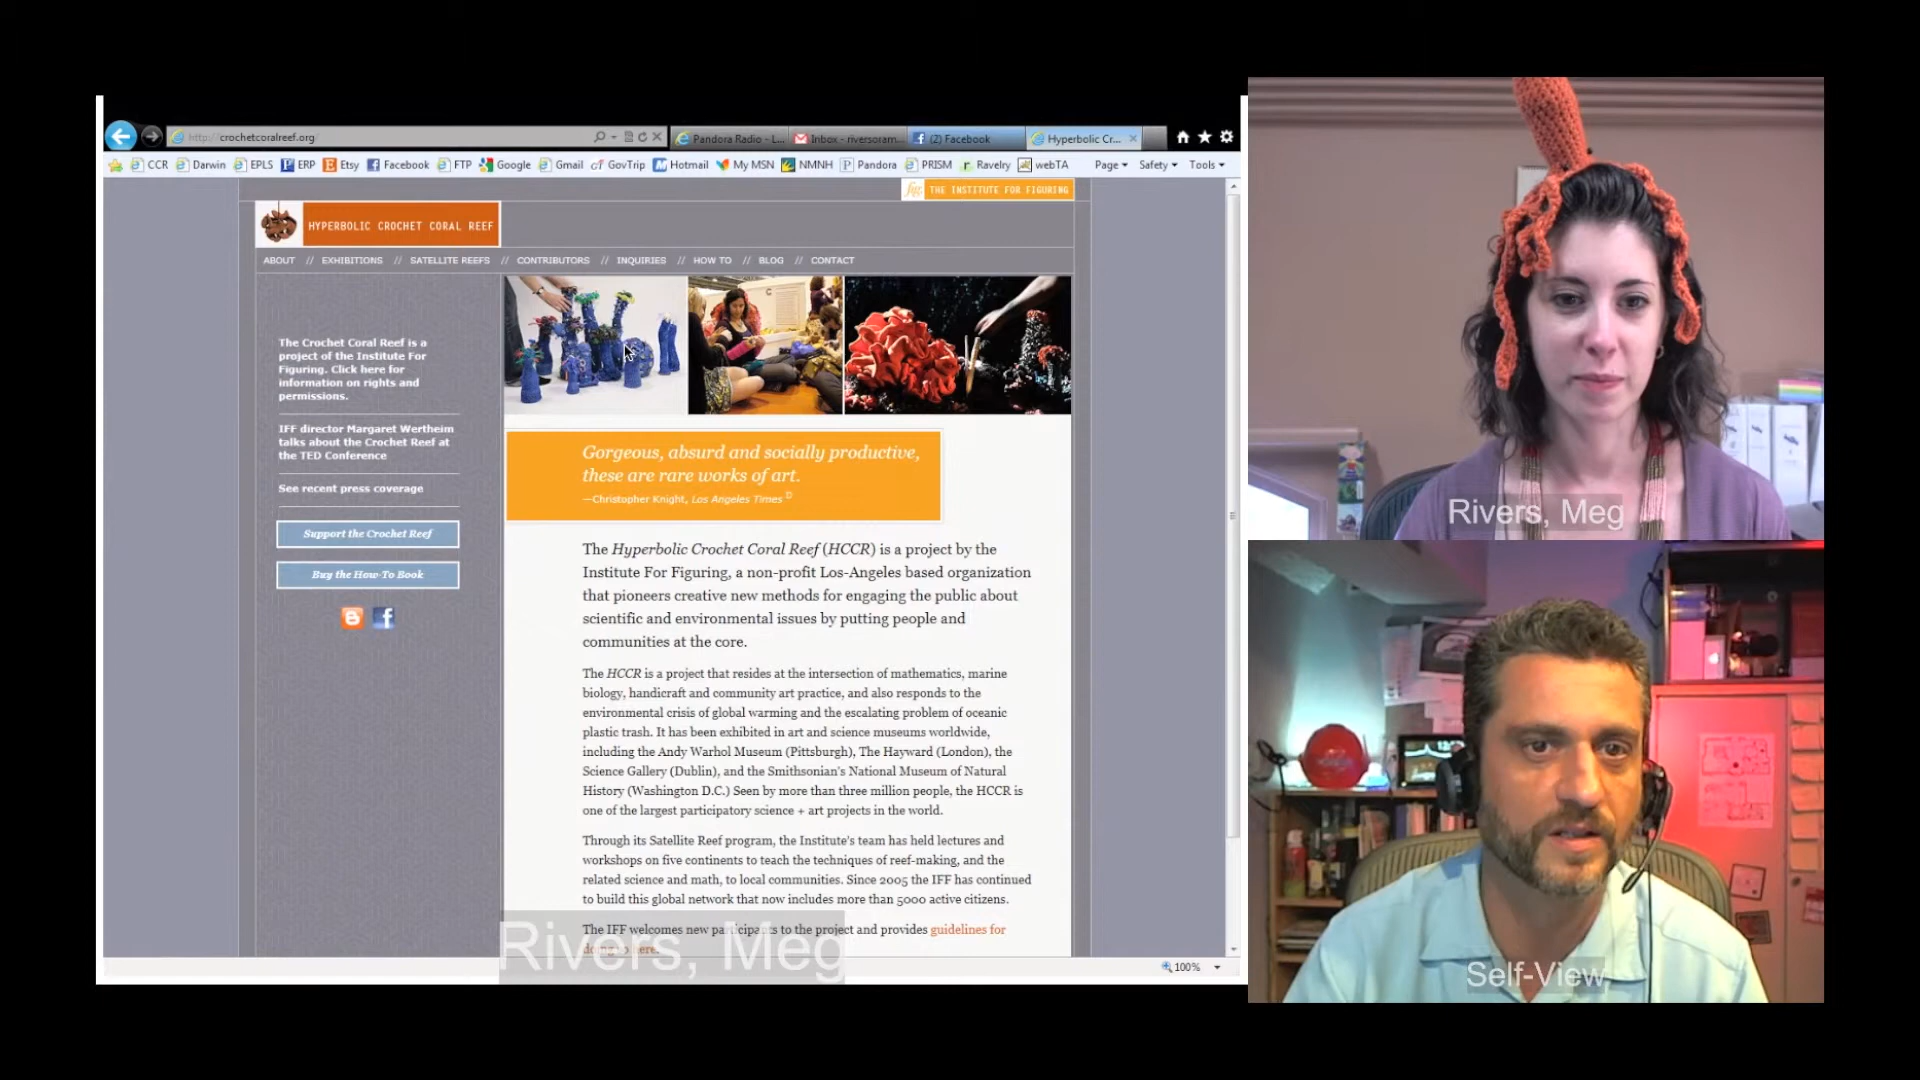 http://crochetcoralreef.org/
Pandora Radio - L...
Inbox - riversoram...
(2) Facebook
Hyperbolic Cr...
CCR
Darwin
EPLS
ERP
Etsy
Facebook
FTP
Google
Gmail
GovTrip
Hotmail
My MSN
NMNH
Pandora
PRISM
Ravelry
webTA
Page
Safety
Tools
THE INSTITUTE FOR FIGURING
HYPERBOLIC CROCHET CORAL REEF
ABOUT // EXHIBITIONS // SATELLITE REEFS // CONTRIBUTORS // INQUIRIES // HOW TO // BLOG // CONTACT
The Crochet Coral Reef is a
project of the Institute For
Figuring. Click here for
information on rights and
permissions.
IFF director Margaret Wertheim
talks about the Crochet Reef at
the TED Conference
See recent press coverage
Support the Crochet Reef
Buy the How-To Book
Gorgeous, absurd and socially productive,
these are rare works of art.
—Christopher Knight, Los Angeles Times
The Hyperbolic Crochet Coral Reef (HCCR) is a project by the
Institute For Figuring, a non-profit Los-Angeles based organization
that pioneers creative new methods for engaging the public about
scientific and environmental issues by putting people and
communities at the core.
The HCCR is a project that resides at the intersection of mathematics, marine
biology, handicraft and community art practice, and also responds to the
environmental crisis of global warming and the escalating problem of oceanic
plastic trash. It has been exhibited in art and science museums worldwide,
including the Andy Warhol Museum (Pittsburgh), The Hayward (London), the
Science Gallery (Dublin), and the Smithsonian's National Museum of Natural
History (Washington D.C.) Seen by more than three million people, the HCCR is
one of the largest participatory science + art projects in the world.
Through its Satellite Reef program, the Institute's team has held lectures and
workshops on five continents to teach the techniques of reef-making, and the
related science and math, to local communities. Since 2005 the IFF has continued
to build this global network that now includes more than 5000 active citizens.
The IFF welcomes new participants to the project and provides guidelines for
doing so here.
Rivers, Meg
100%
Rivers, Meg
Self-View